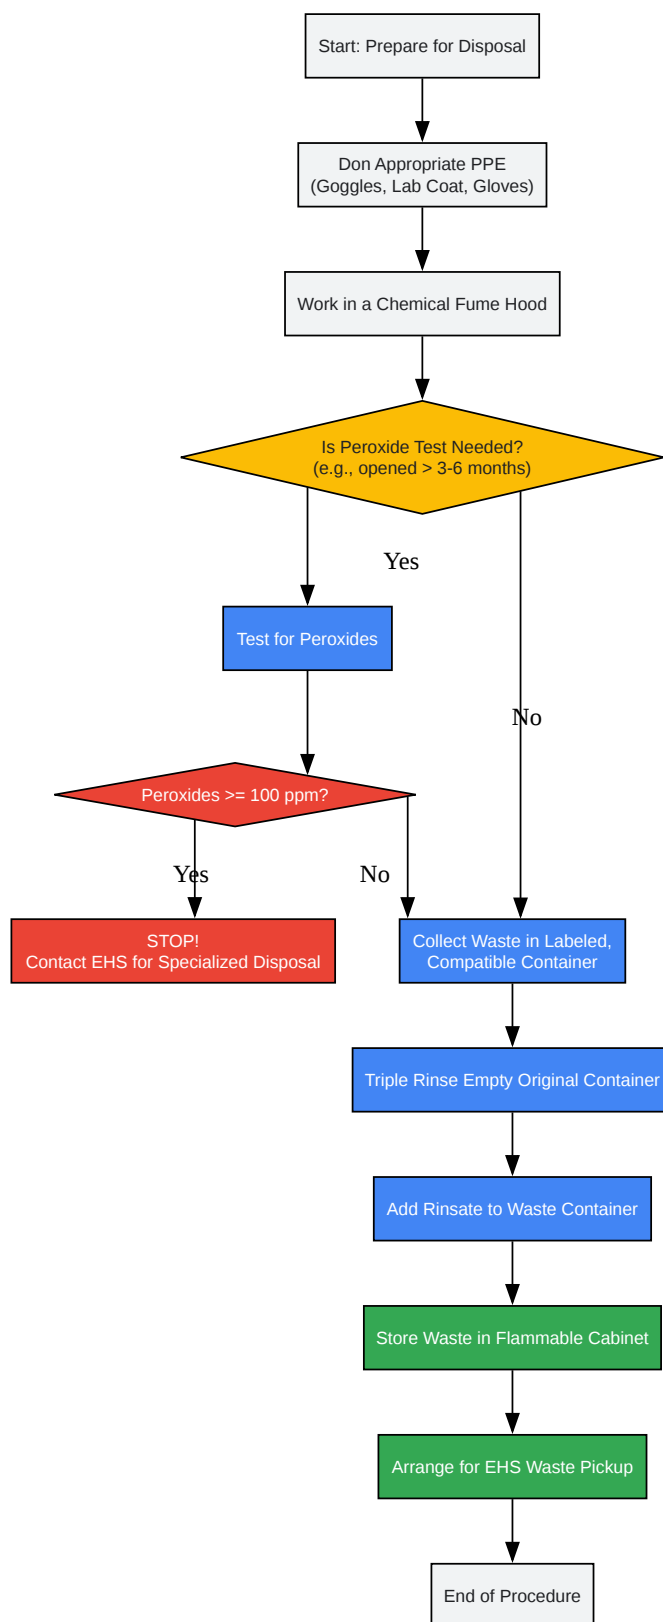 Start: Prepare for Disposal
Don Appropriate PPE
(Goggles, Lab Coat, Gloves)
Work in a Chemical Fume Hood
Is Peroxide Test Needed?
(e.g., opened > 3-6 months)
Yes
Test for Peroxides
No
Peroxides >= 100 ppm?
Yes
No
STOP!
Contact EHS for Specialized Disposal
Collect Waste in Labeled,
Compatible Container
Triple Rinse Empty Original Container
Add Rinsate to Waste Container
Store Waste in Flammable Cabinet
Arrange for EHS Waste Pickup
End of Procedure